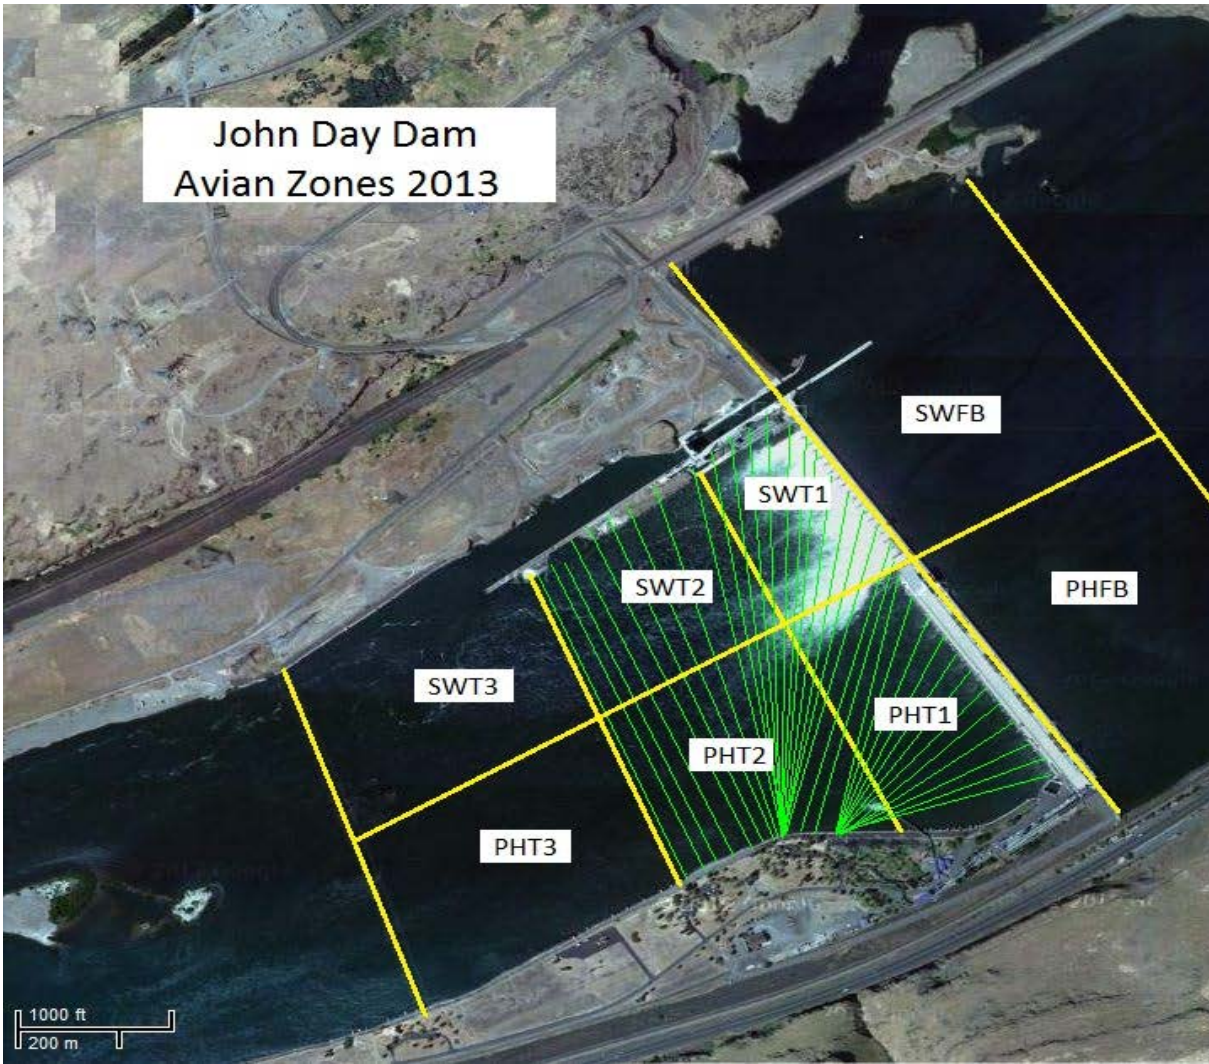 John Day Dam
Avian Zones 2013
SWFB
SWT1
SWT2
PHFB
SWT3
PHT1
PHT2
PHT3
1000 ft
200 m